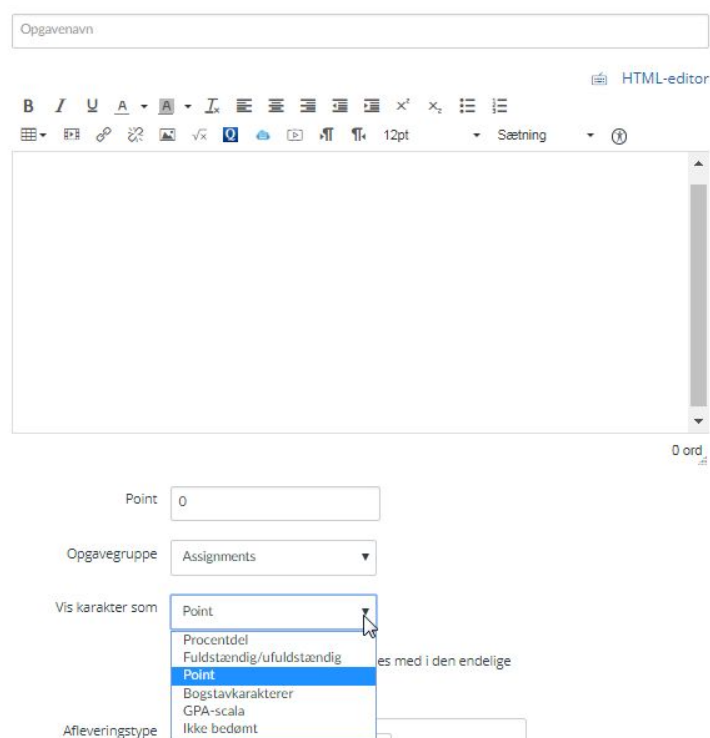 Opgavenavn
HTML-editor
12pt Sætning
0 ord
Point 0
Opgavegruppe Assignments
Vis karakter som Point
Procentdel
Fuldstændig/ufuldstændig
es med i den endelige
Point
Bogstavkarakterer
GPA-scala
Ikke bedømt
Afleveringstype